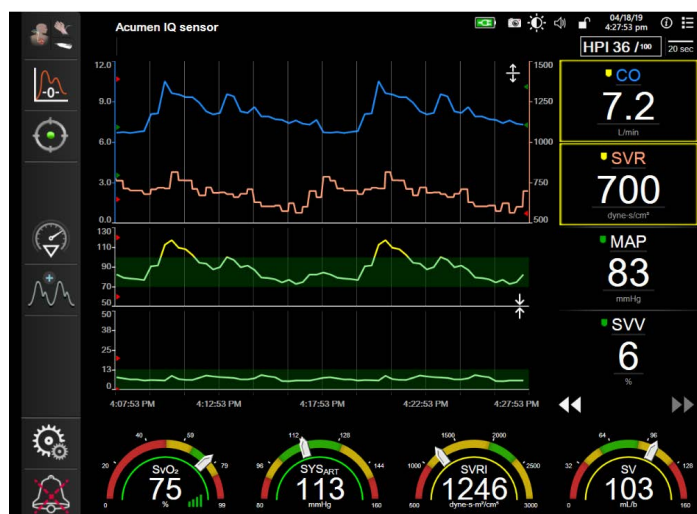 Acumen IQ sensor
04/18/19
4:27:53 pm
HPI 36 /100
20 sec
12.0
9.0
6.0
3.0
0.0
1500
1250
1000
750
500
CO
7.2
L/min
SVR
700
dyne-s/cm⁵
130
110
90
70
50
MAP
83
mmHg
50
38
25
13
0
SVV
6
%
4:07:53 PM
4:12:53 PM
4:17:53 PM
4:22:53 PM
4:27:53 PM
-0-
0
20
40
59
79
99
SvO₂
75
%
80
96
112
128
144
160
SYSART
113
mmHg
500
1000
1500
2000
2500
3000
SVRI
1246
dyne-s-m²/cm⁵
0
32
64
96
128
160
SV
103
mL/b